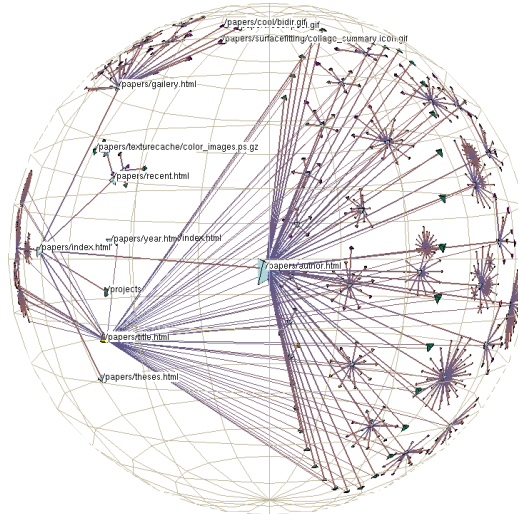 /papers/cool/bidir.gif
/papers/surfacefitting/collage_summary.icon.gif
/papers/gallery.html
/papers/texturecache/color_images.ps.gz
/papers/recent.html
/papers/year.html
/index.html
/papers/index.html
/papers/author.html
/projects
/papers/title.html
/papers/theses.html